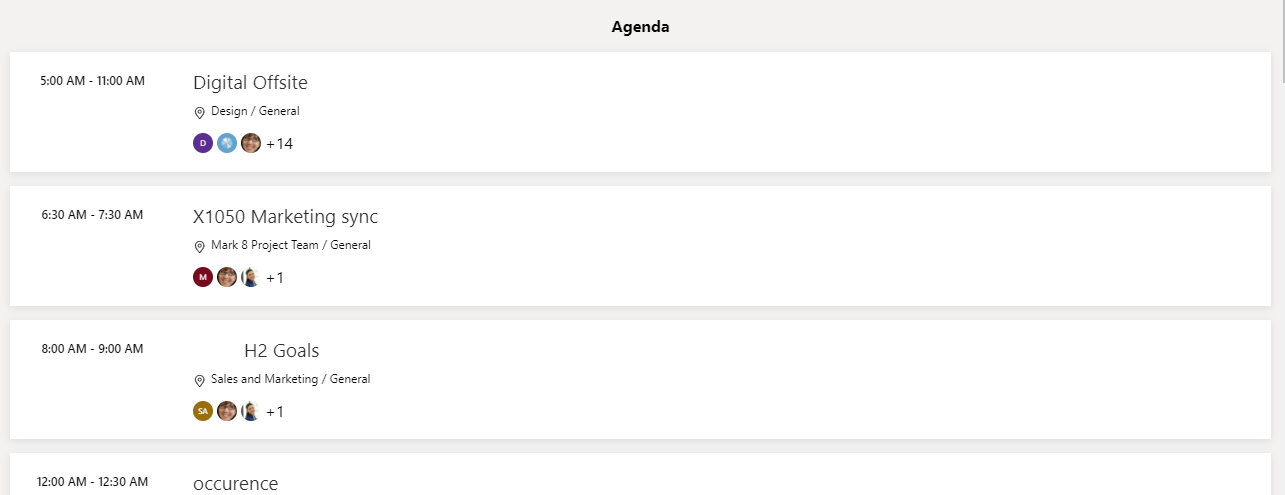 Agenda
5:00 AM - 11:00 AM
Digital Offsite
Design / General
D
+14
6:30 AM - 7:30 AM
X1050 Marketing sync
Mark 8 Project Team / General
M
+1
8:00 AM - 9:00 AM
H2 Goals
Sales and Marketing / General
SA
+1
12:00 AM - 12:30 AM
occurence